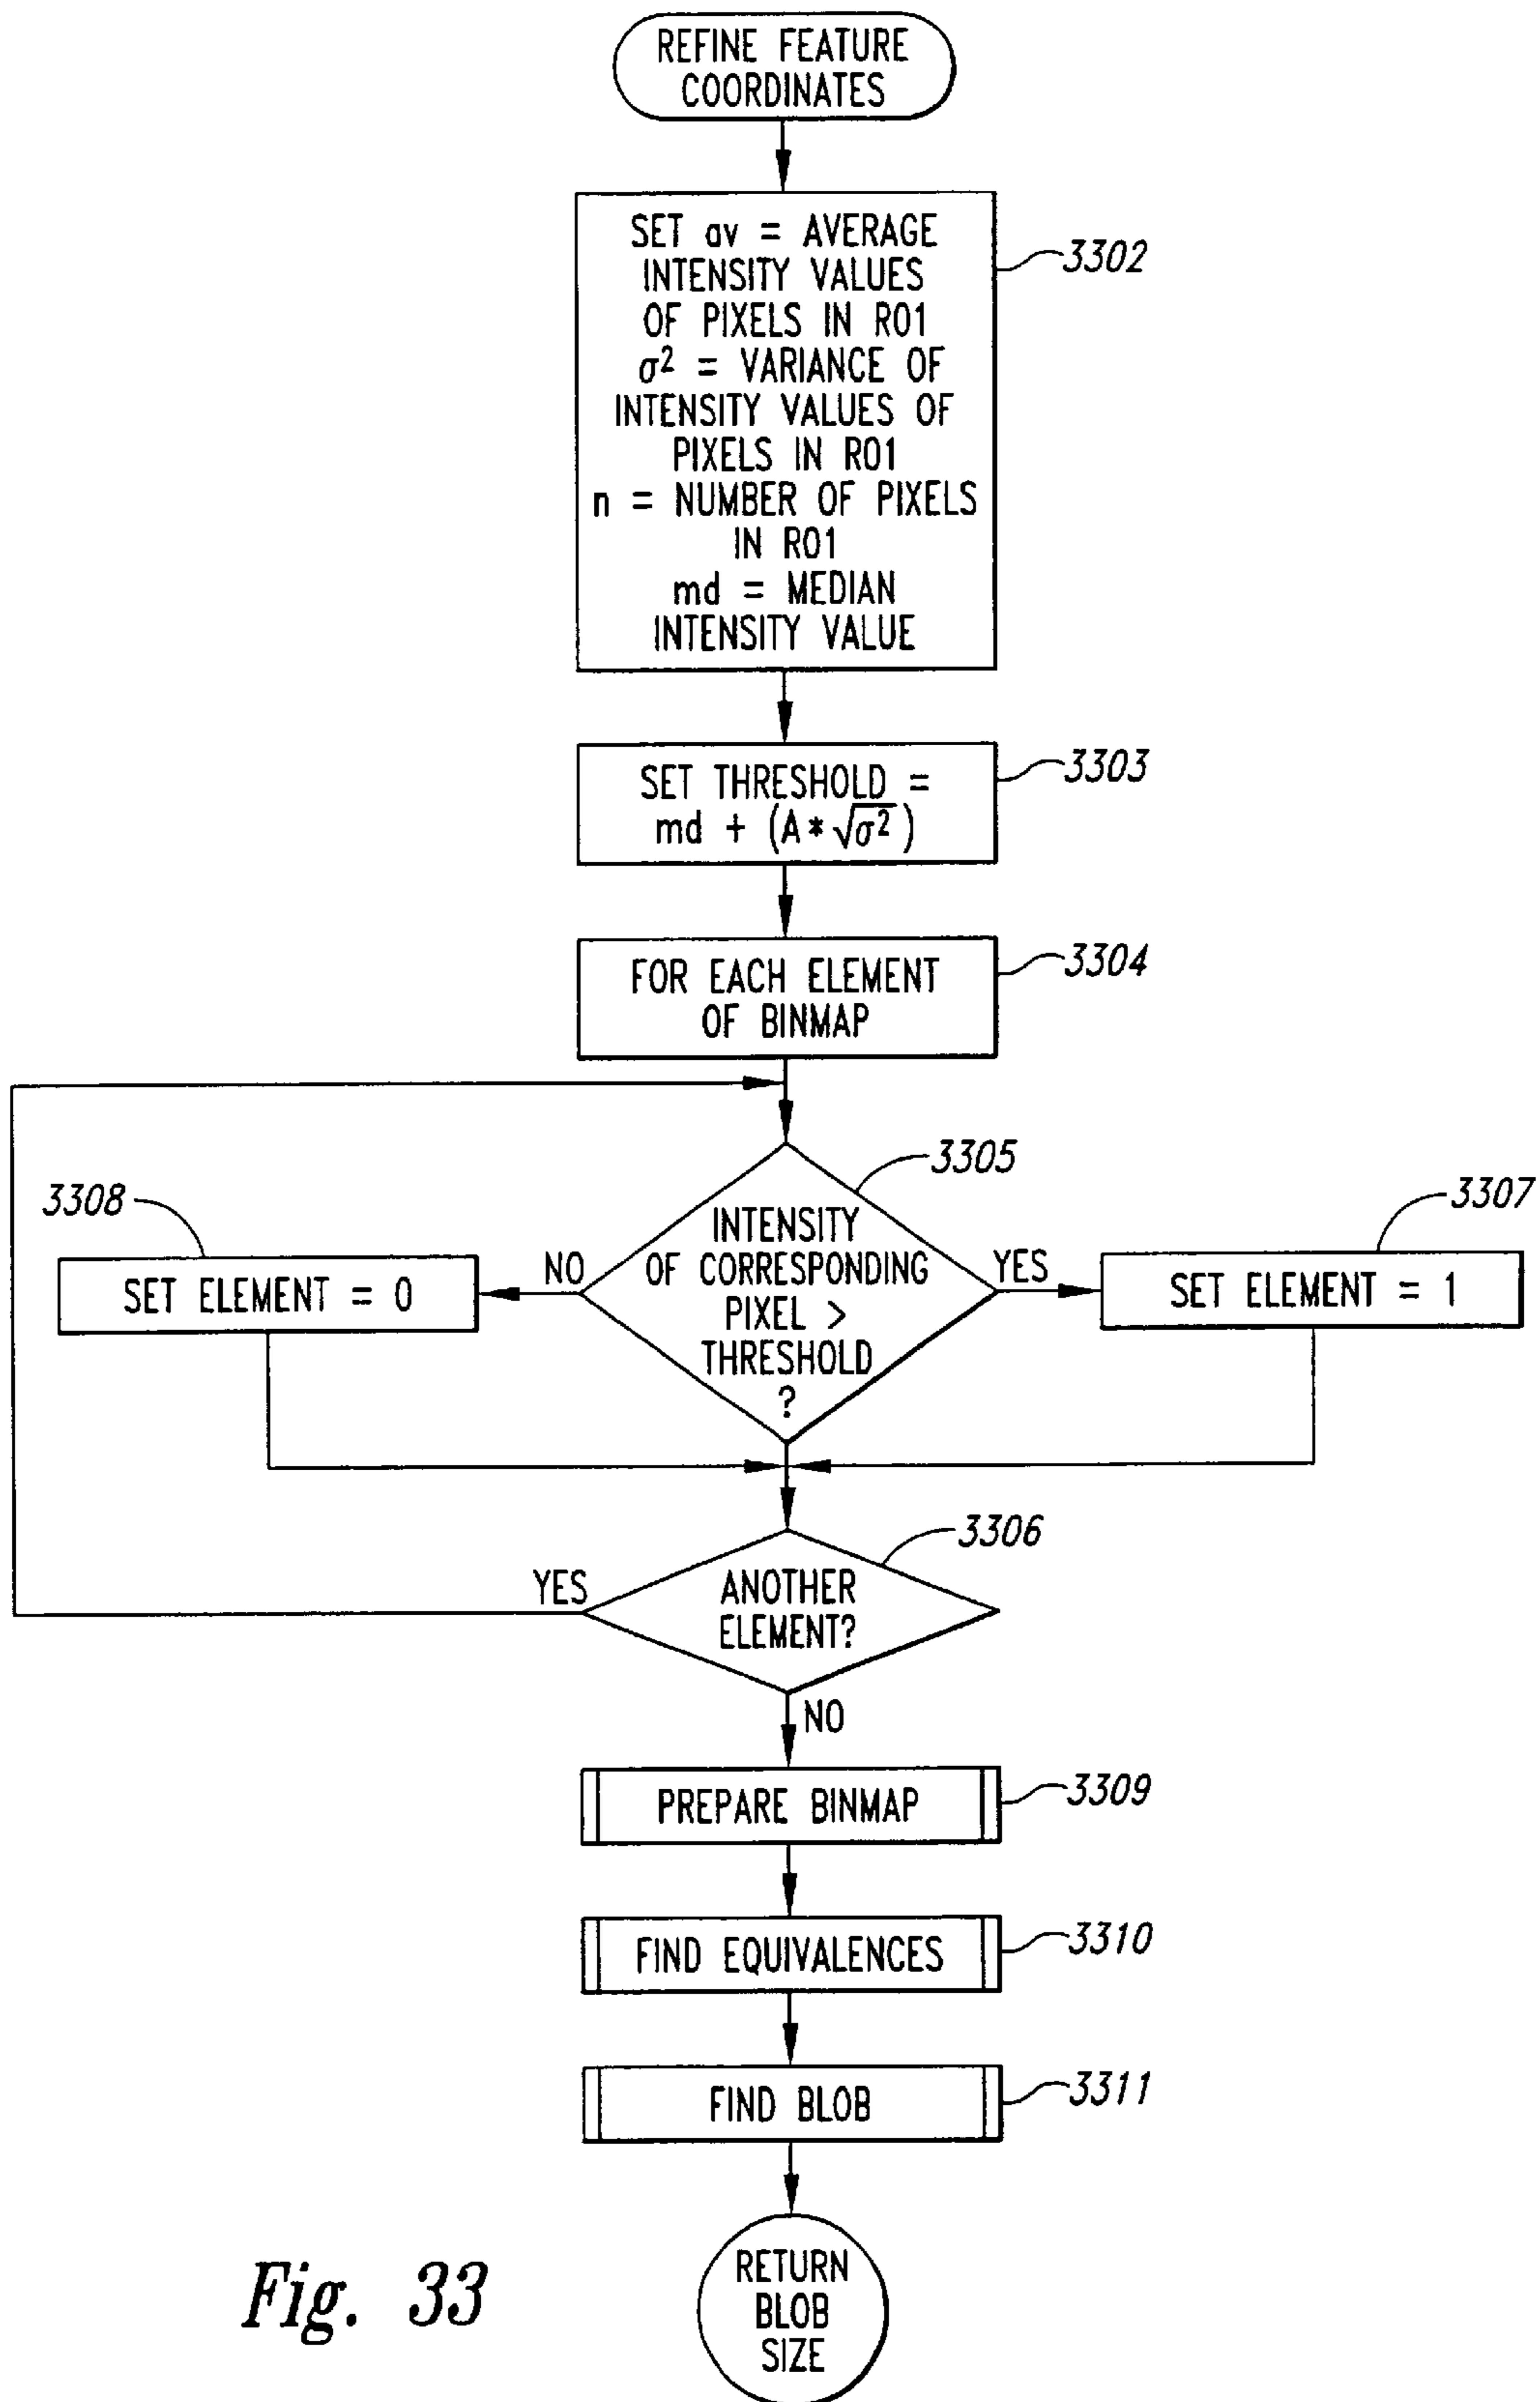 REFINE FEATURE
COORDINATES
SET av = AVERAGE
INTENSITY VALUES
OF PIXELS IN R01
σ² = VARIANCE OF
INTENSITY VALUES OF
PIXELS IN R01
n = NUMBER OF PIXELS
IN R01
md = MEDIAN
INTENSITY VALUE
3302
SET THRESHOLD =
md + (A*√σ²)
3303
FOR EACH ELEMENT
OF BINMAP
3304
3305
INTENSITY
OF CORRESPONDING
PIXEL >
THRESHOLD
?
NO
YES
3308
SET ELEMENT = 0
3307
SET ELEMENT = 1
3306
ANOTHER
ELEMENT?
YES
NO
PREPARE BINMAP
3309
FIND EQUIVALENCES
3310
FIND BLOB
3311
RETURN
BLOB
SIZE
Fig. 33